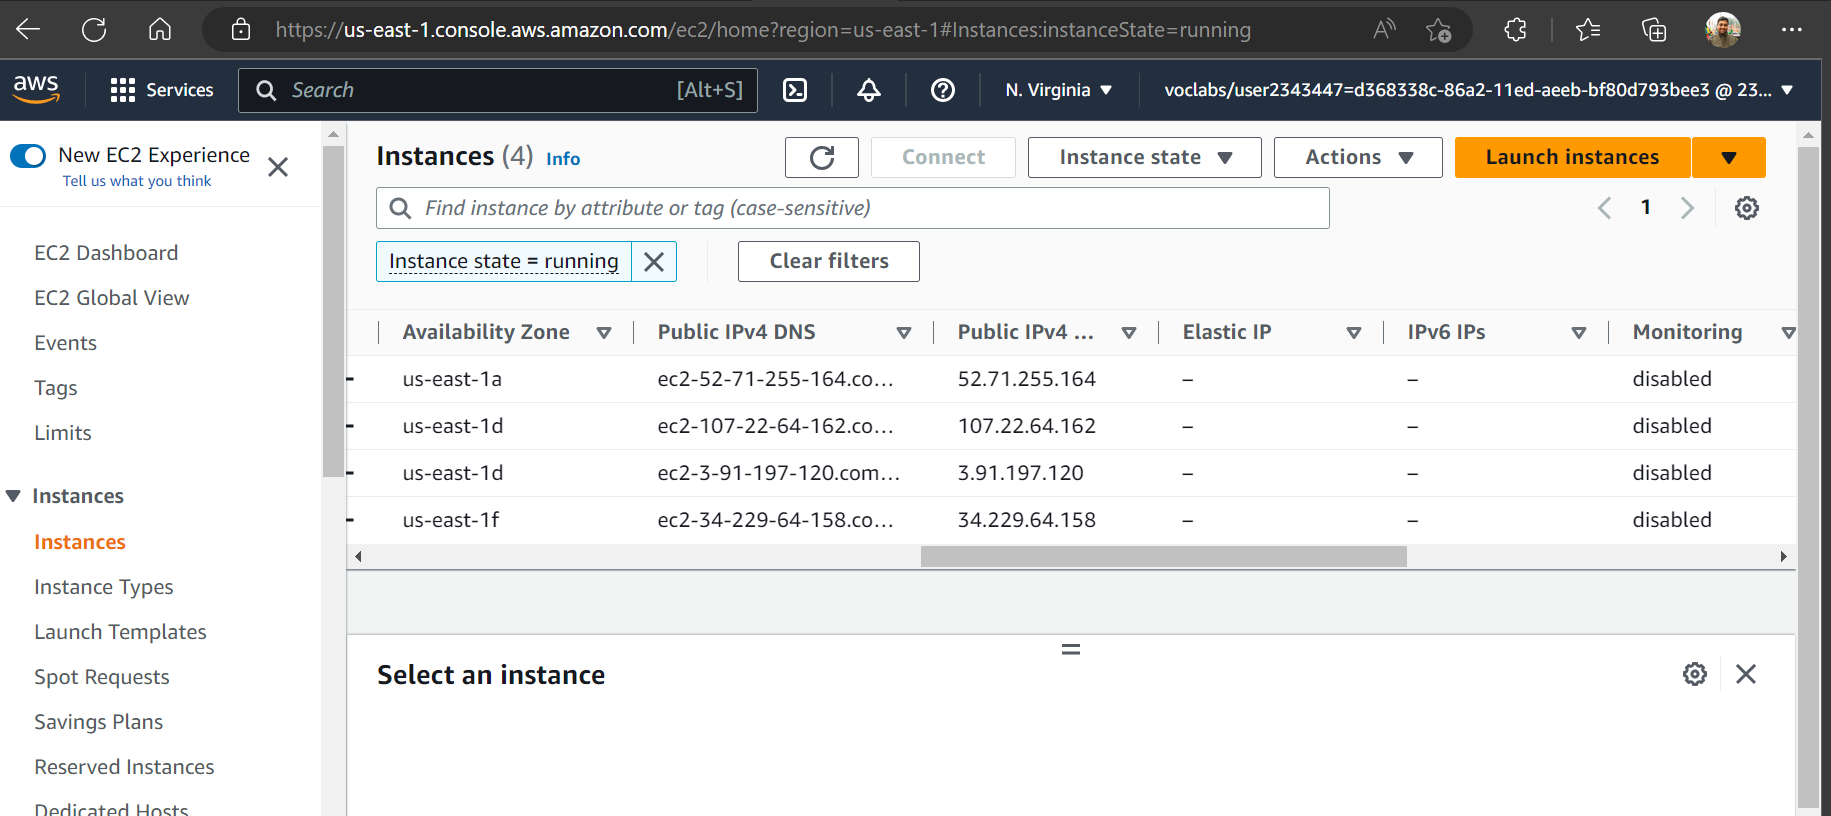 https://us-east-1.console.aws.amazon.com/ec2/home?region=us-east-1#Instances:instanceState=running
aws
Services
Search
[Alt+S]
N. Virginia
voclabs/user2343447=d368338c-86a2-11ed-aeeb-bf80d793bee3 @ 23...
New EC2 Experience
Tell us what you think
EC2 Dashboard
EC2 Global View
Events
Tags
Limits
Instances
Instances
Instance Types
Launch Templates
Spot Requests
Savings Plans
Reserved Instances
Dedicated Hosts
Instances (4) Info
Connect
Instance state
Actions
Launch instances
Find instance by attribute or tag (case-sensitive)
1
Instance state = running
Clear filters
Availability Zone Public IPv4 DNS Public IPv4 ... Elastic IP IPv6 IPs Monitoring
us-east-1a ec2-52-71-255-164.co... 52.71.255.164 – – disabled
us-east-1d ec2-107-22-64-162.co... 107.22.64.162 – – disabled
us-east-1d ec2-3-91-197-120.com... 3.91.197.120 – – disabled
us-east-1f ec2-34-229-64-158.co... 34.229.64.158 – – disabled
Select an instance